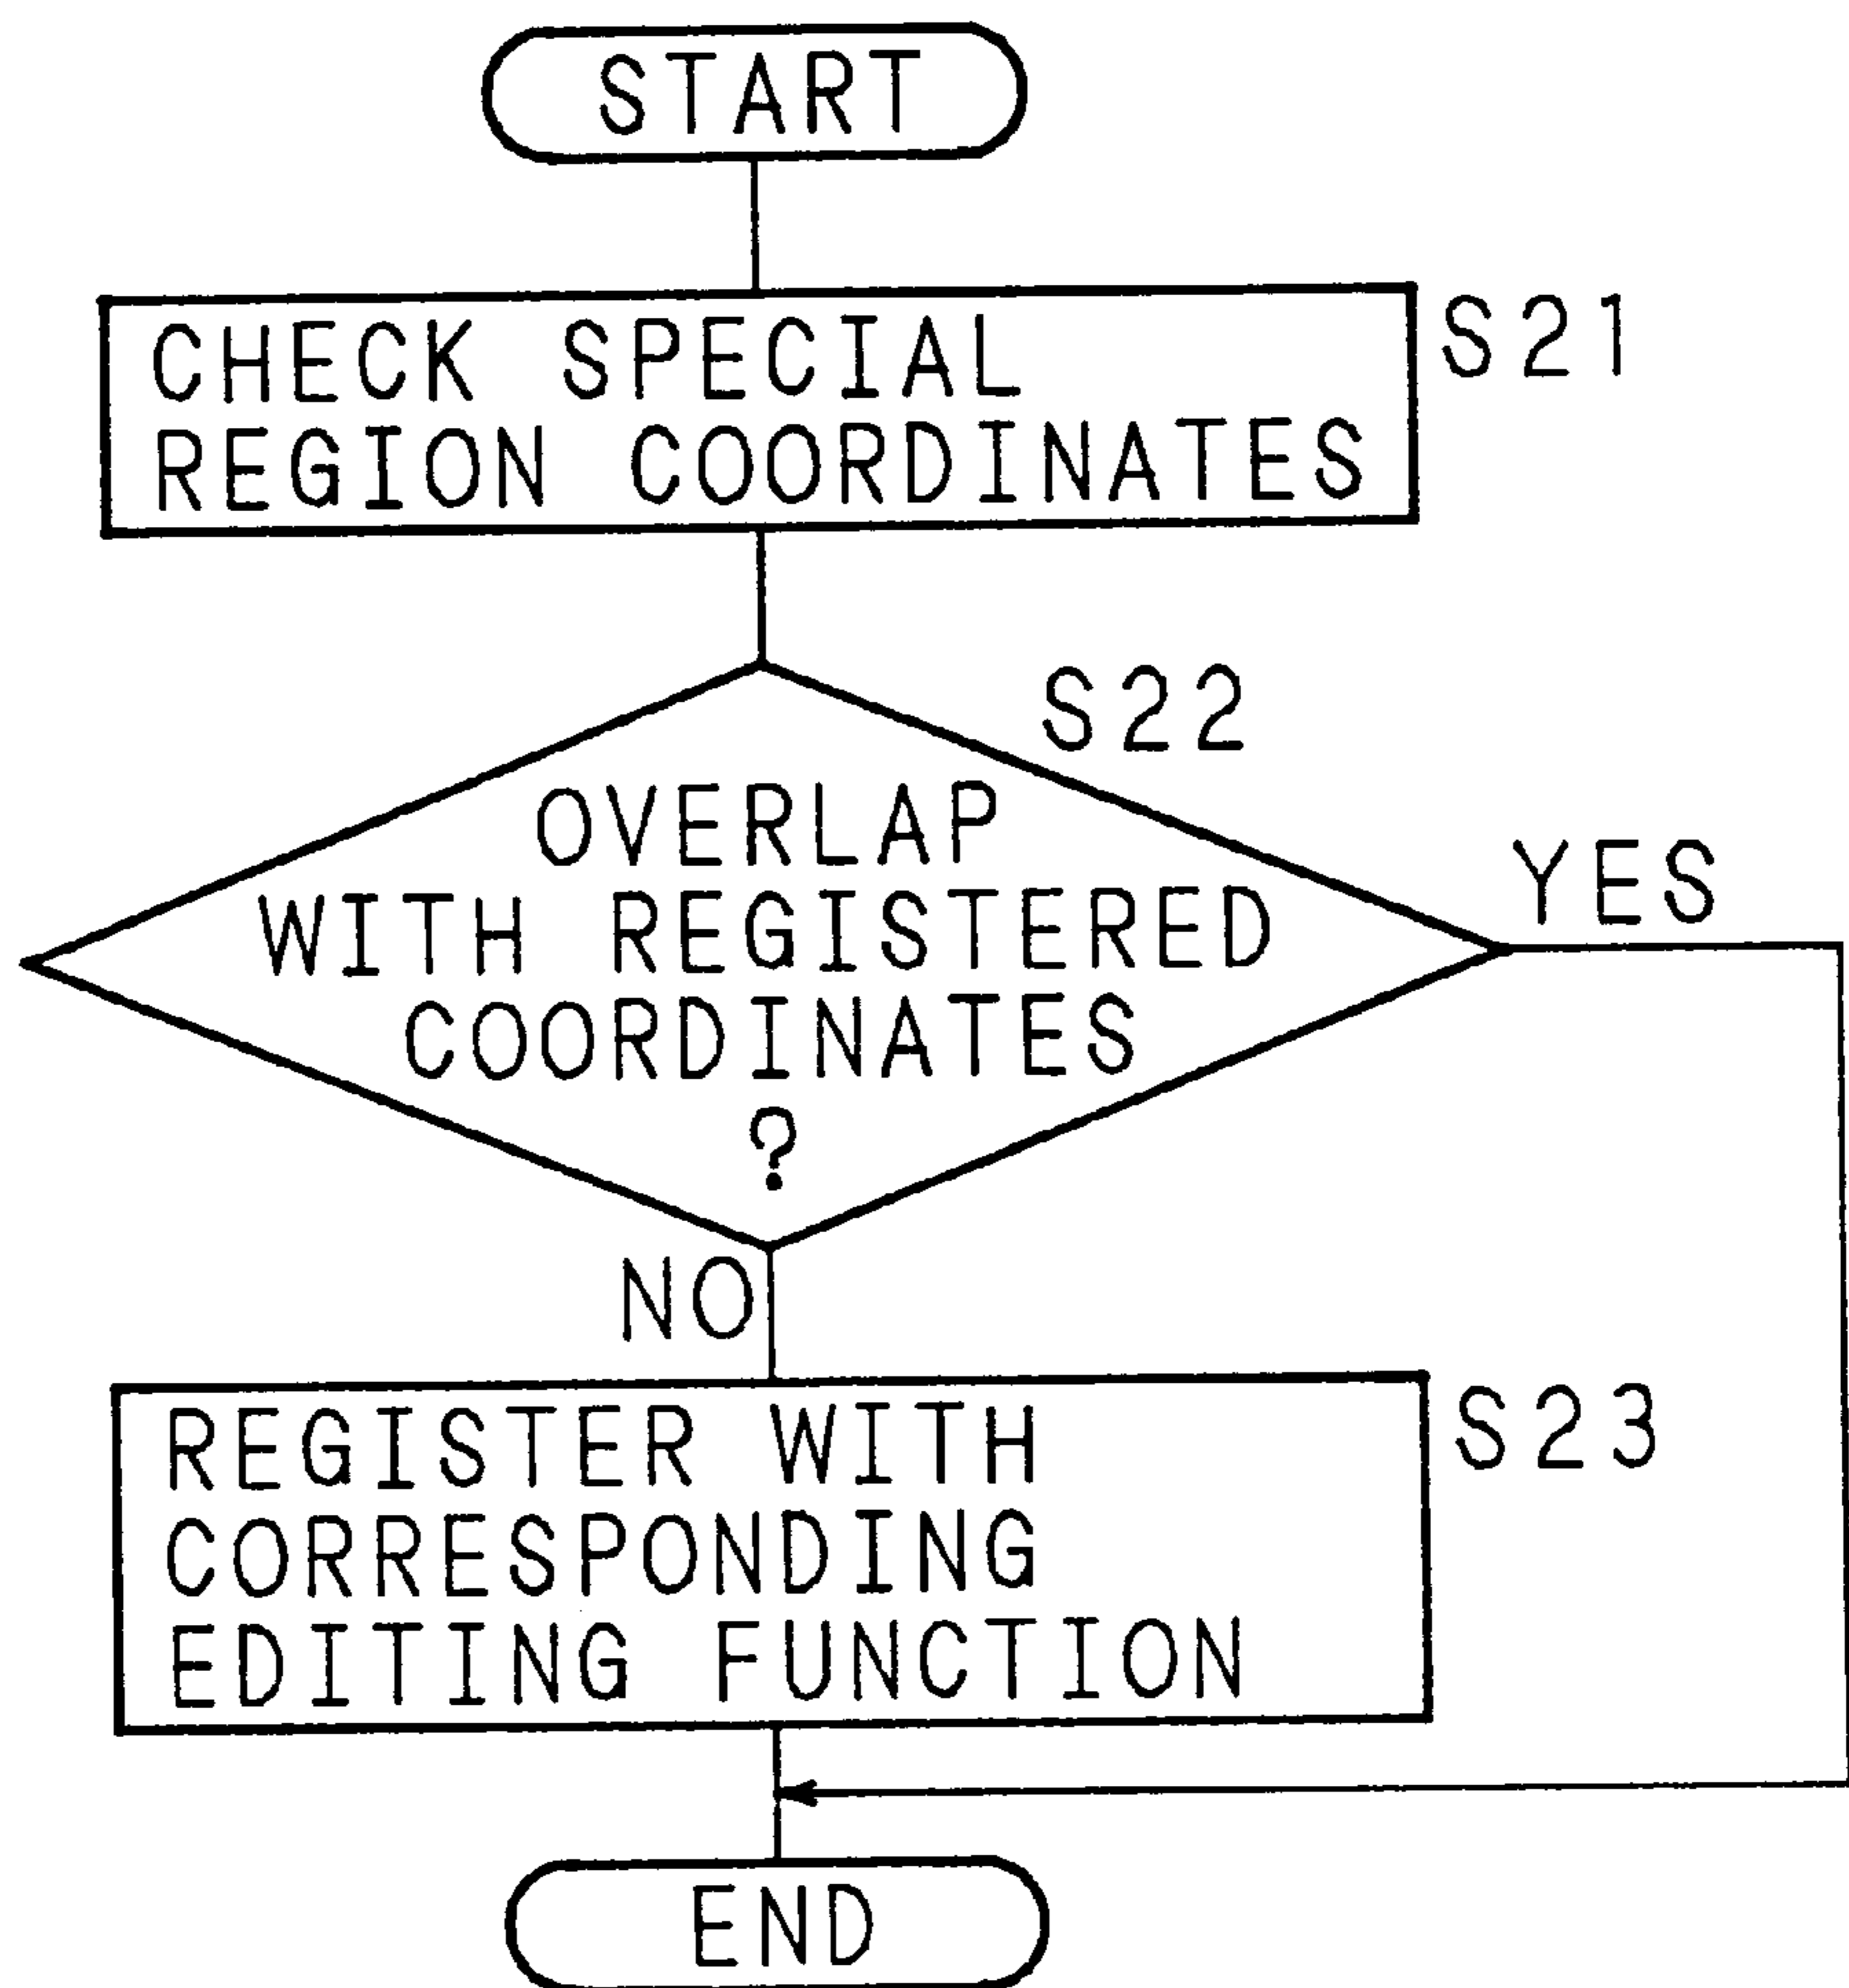 START
CHECK SPECIAL
REGION COORDINATES
S21
S22
OVERLAP
WITH REGISTERED
COORDINATES
?
YES
NO
REGISTER WITH
CORRESPONDING
EDITING FUNCTION
S23
END